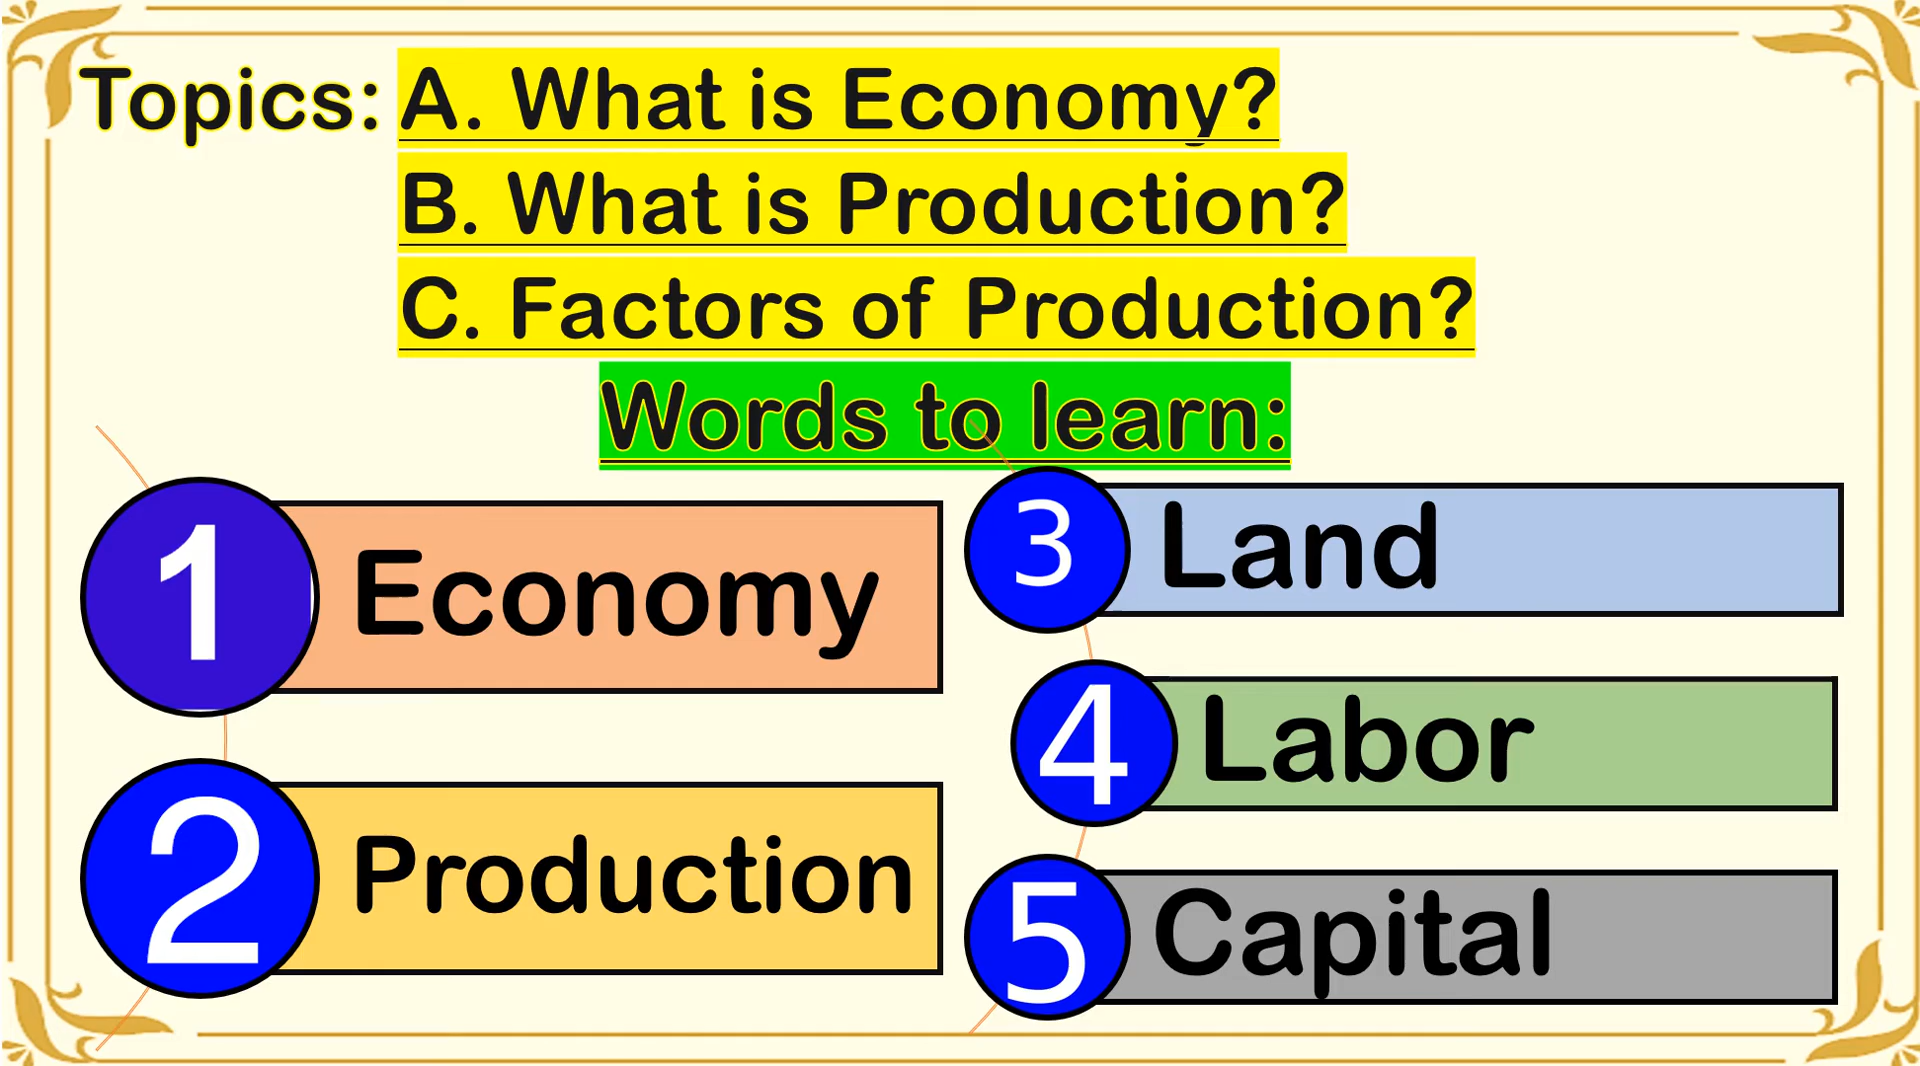 Topics: A. What is Economy?
B. What is Production?
C. Factors of Production?
Words to learn:
1 Economy
2 Production
3 Land
4 Labor
5 Capital